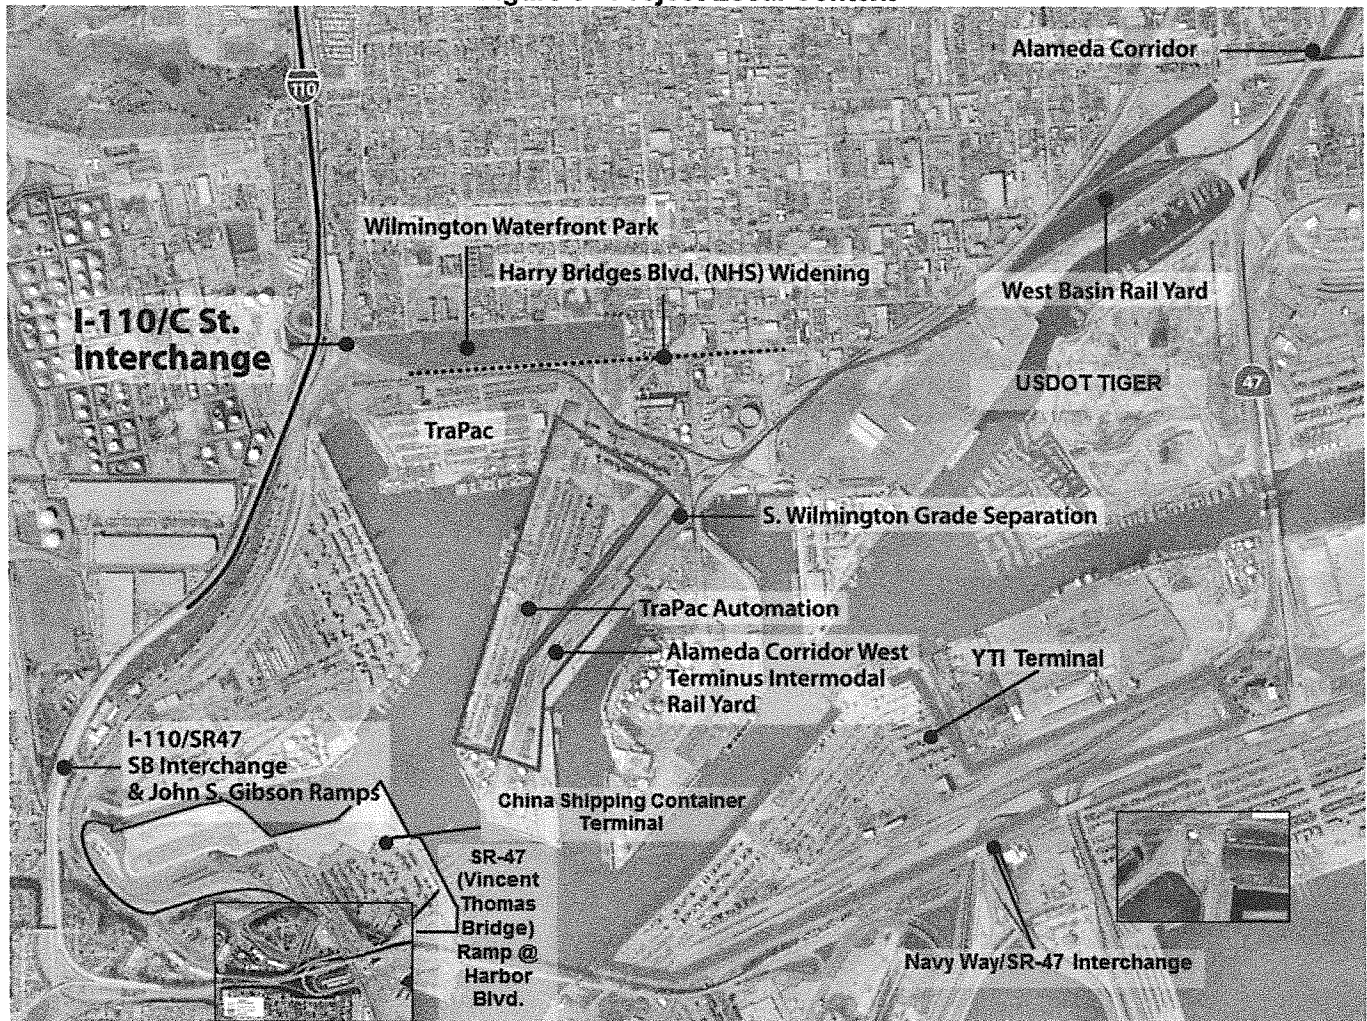 Alameda Corridor
110
Wilmington Waterfront Park
Harry Bridges Blvd. (NHS) Widening
West Basin Rail Yard
I-110/C St.
Interchange
USDOT TIGER
47
TraPac
S. Wilmington Grade Separation
TraPac Automation
Alameda Corridor West
Terminus Intermodal
Rail Yard
YTI Terminal
I-110/SR47
SB Interchange
& John S. Gibson Ramps
China Shipping Container
Terminal
SR-47
(Vincent
Thomas
Bridge)
Ramp @
Harbor
Blvd.
Navy Way/SR-47 Interchange